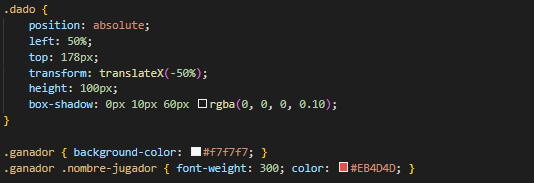 .dado {
position: absolute;
left: 50%;
top: 178px;
transform: translateX(-50%);
height: 100px;
box-shadow: 0px 10px 60px rgba(0, 0, 0, 0.10);
}
.ganador { background-color: #f7f7f7; }
.ganador .nombre-jugador { font-weight: 300; color: #EB4D4D; }